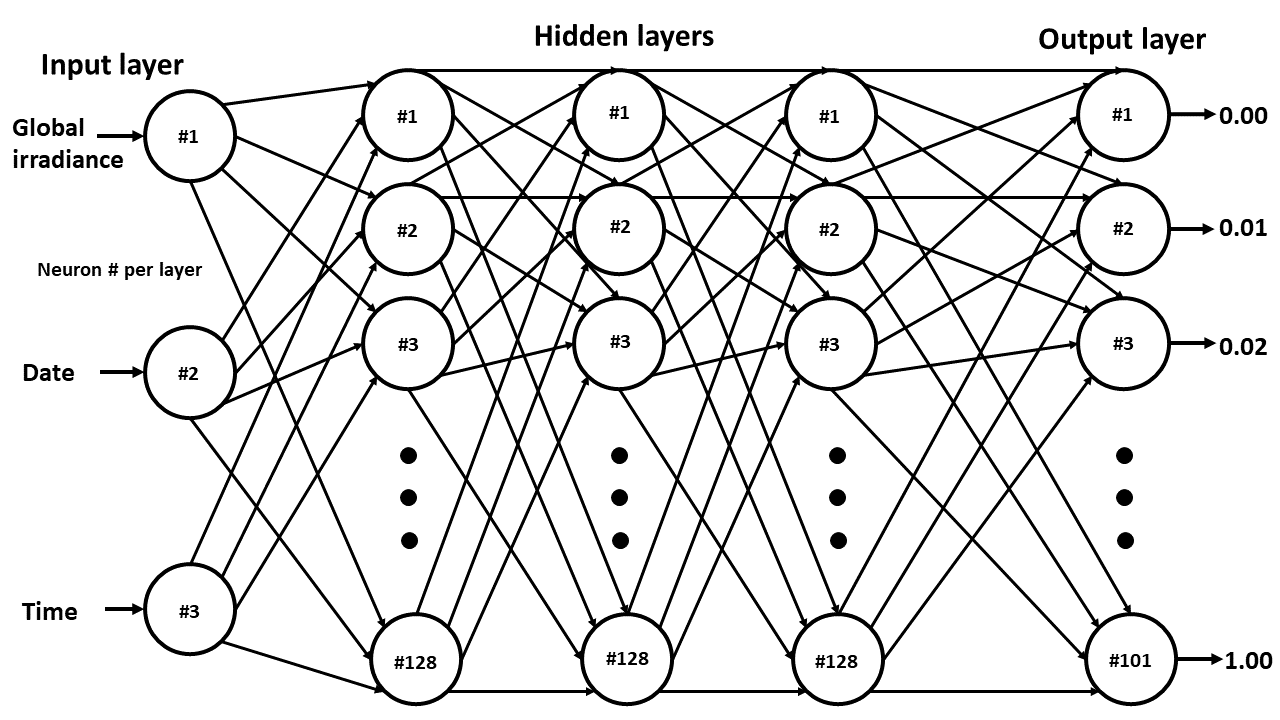 Hidden layers
Output layer
Input layer
Global
irradiance
#1
#1
#1
#1
#1
0.00
#2
#2
#2
#2
0.01
Neuron # per layer
Date
#2
#3
#3
#3
#3
0.02
Time
#3
#128
#128
#128
#101
1.00